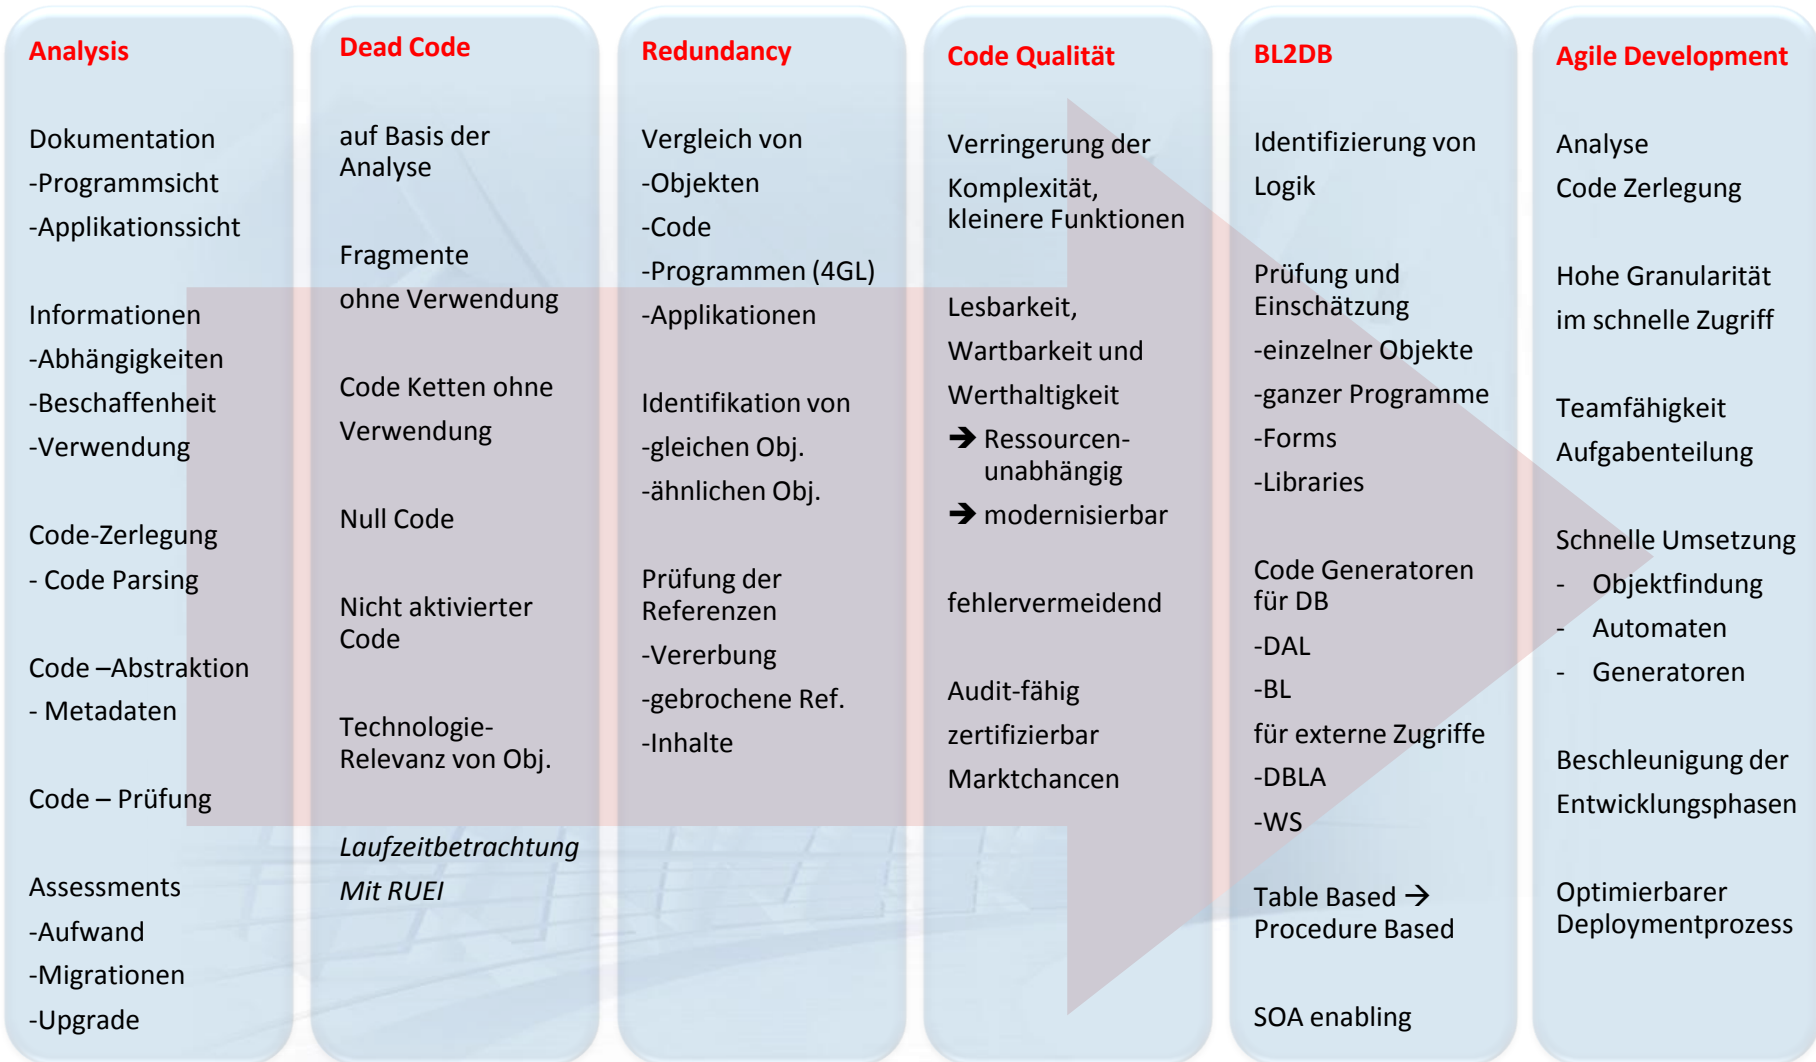 Analysis
Dokumentation
-Programmsicht
-Applikationssicht
Informationen
-Abhängigkeiten
-Beschaffenheit
-Verwendung
Code-Zerlegung
- Code Parsing
Code –Abstraktion
- Metadaten
Code – Prüfung
Assessments
-Aufwand
-Migrationen
-Upgrade
Dead Code
auf Basis der
Analyse
Fragmente
ohne Verwendung
Code Ketten ohne
Verwendung
Null Code
Nicht aktivierter
Code
Technologie-
Relevanz von Obj.
Laufzeitbetrachtung
Mit RUEI
Redundancy
Vergleich von
-Objekten
-Code
-Programmen (4GL)
-Applikationen
Identifikation von
-gleichen Obj.
-ähnlichen Obj.
Prüfung der
Referenzen
-Vererbung
-gebrochene Ref.
-Inhalte
Code Qualität
Verringerung der
Komplexität,
kleinere Funktionen
Lesbarkeit,
Wartbarkeit und
Werthaltigkeit
➔ Ressourcen-
unabhängig
➔ modernisierbar
fehlervermeidend
Audit-fähig
zertifizierbar
Marktchancen
BL2DB
Identifizierung von
Logik
Prüfung und
Einschätzung
-einzelner Objekte
-ganzer Programme
-Forms
-Libraries
Code Generatoren
für DB
-DAL
-BL
für externe Zugriffe
-DBLA
-WS
Table Based →
Procedure Based
SOA enabling
Agile Development
Analyse
Code Zerlegung
Hohe Granularität
im schnelle Zugriff
Teamfähigkeit
Aufgabenteilung
Schnelle Umsetzung
- Objektfindung
- Automaten
- Generatoren
Beschleunigung der
Entwicklungsphasen
Optimierbarer
Deploymentprozess